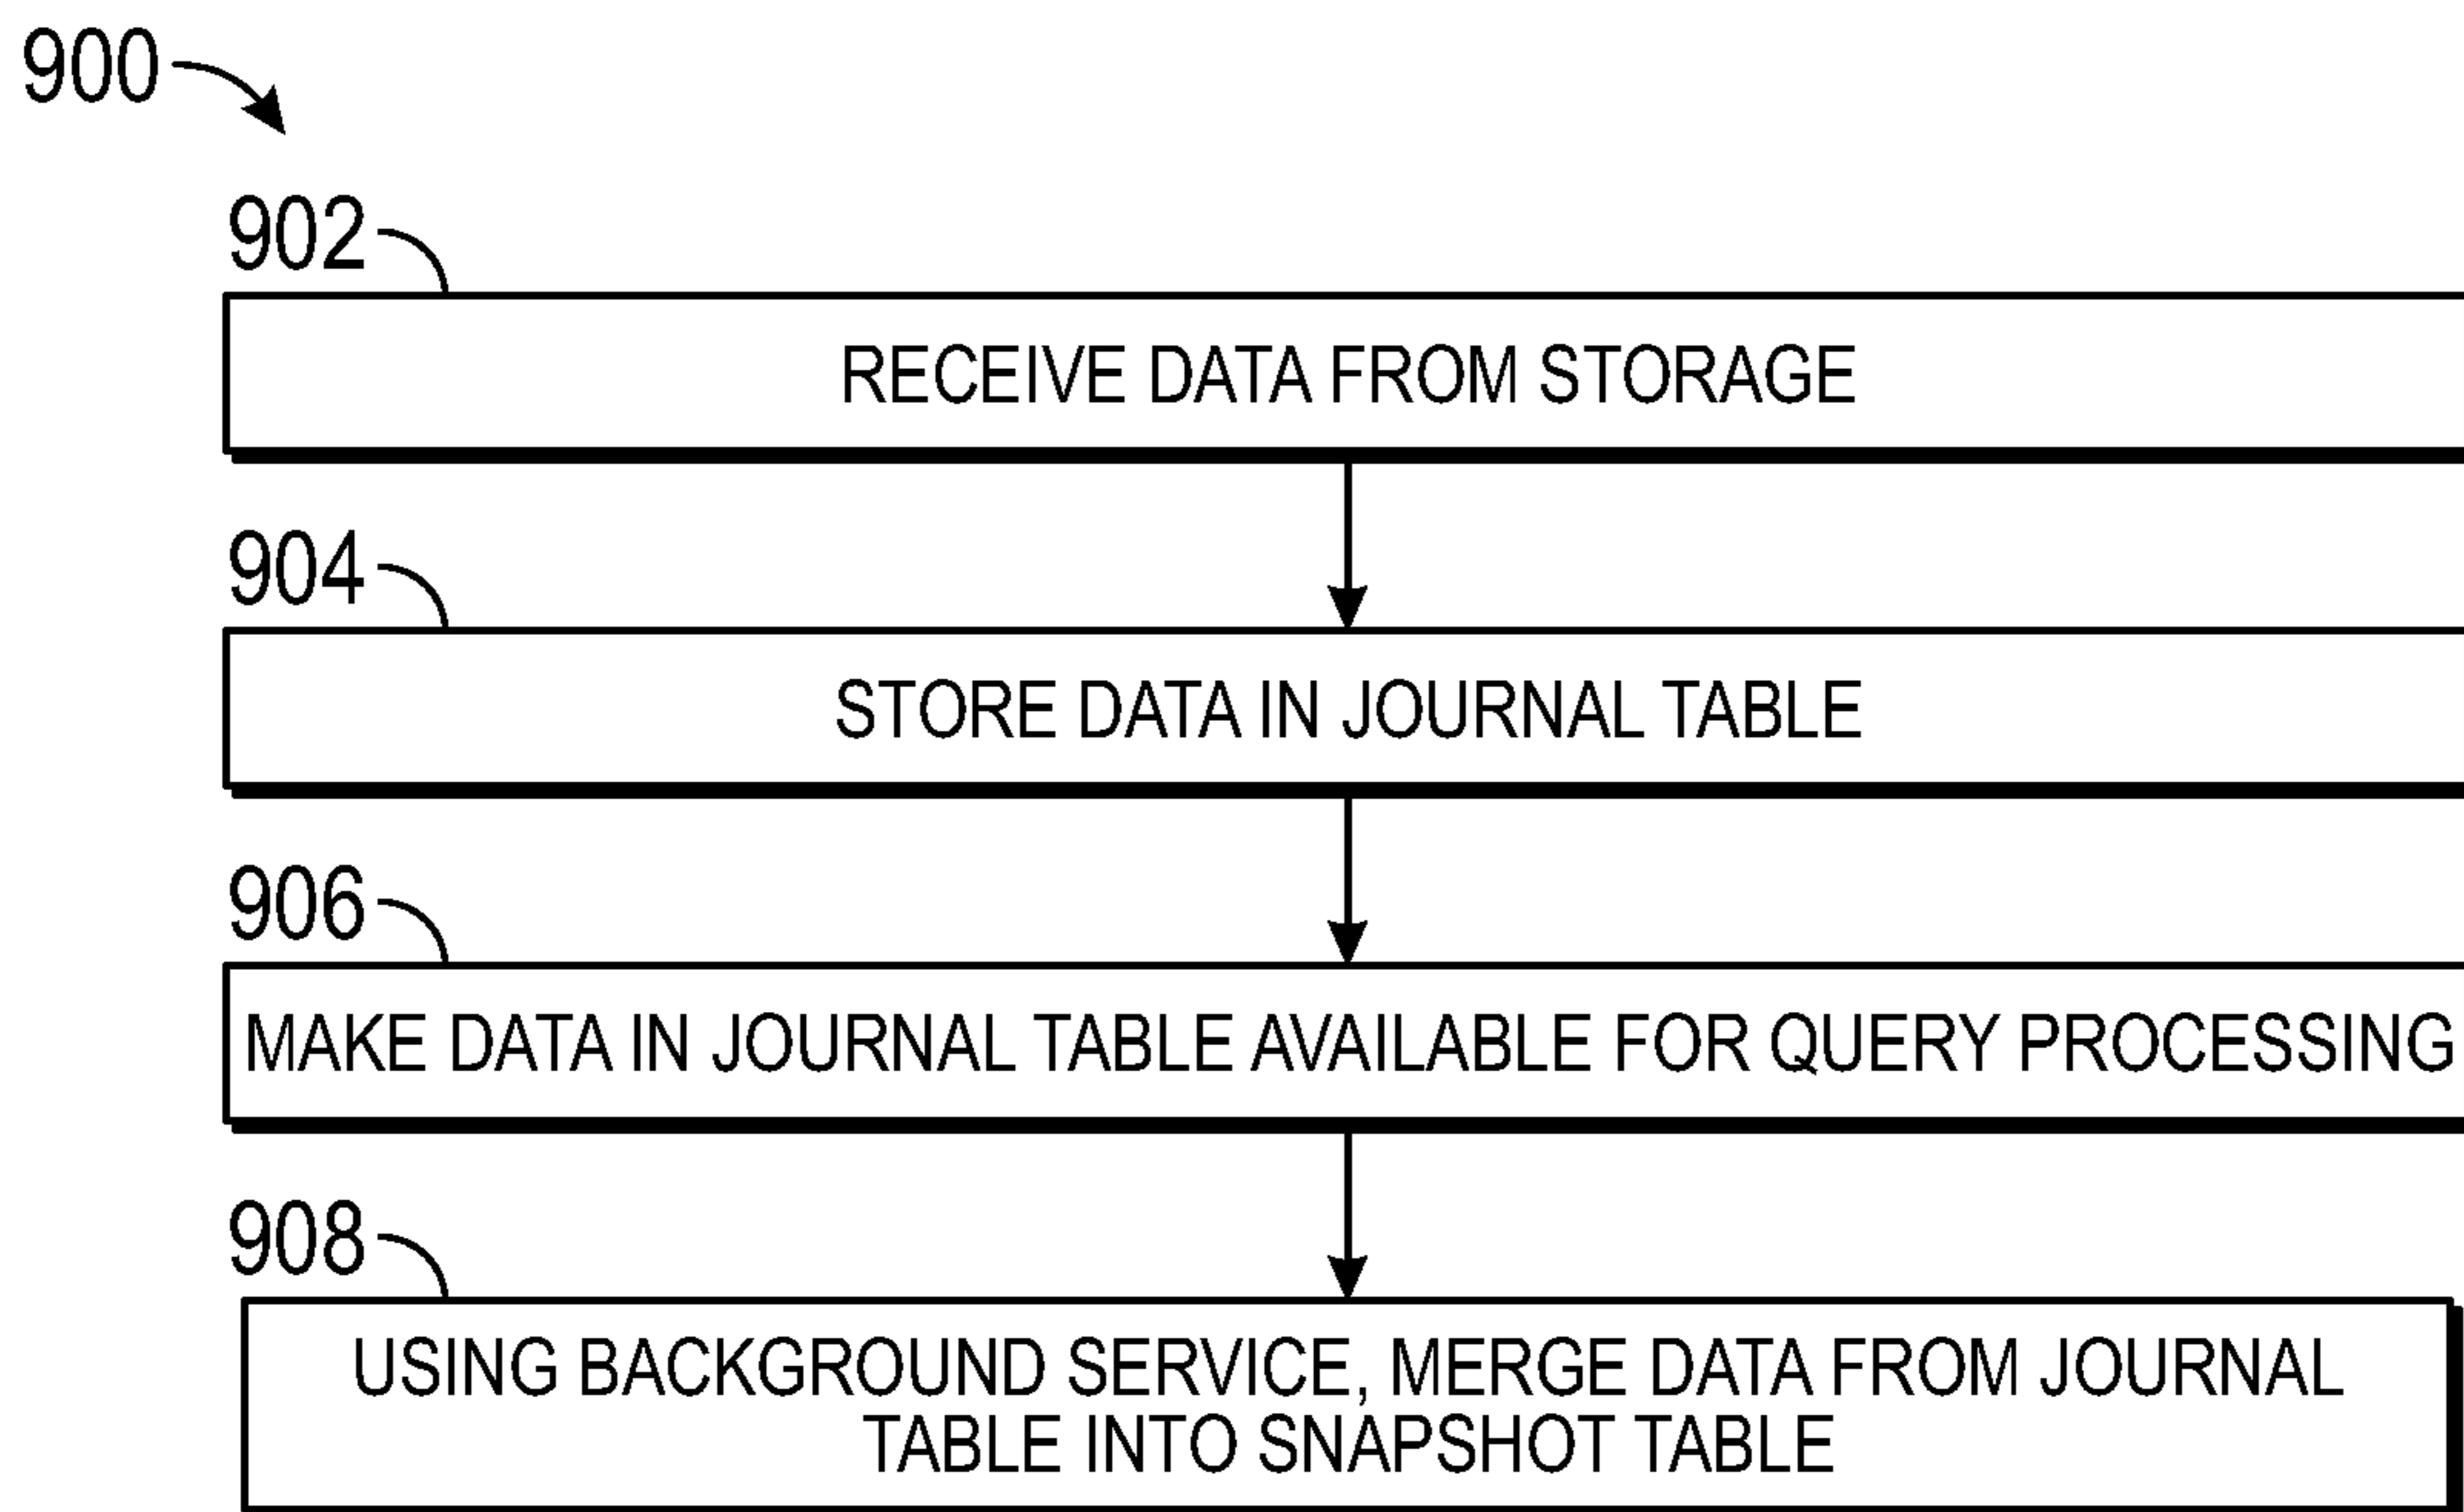 900
902
RECEIVE DATA FROM STORAGE
904
STORE DATA IN JOURNAL TABLE
906
MAKE DATA IN JOURNAL TABLE AVAILABLE FOR QUERY PROCESSING
908
USING BACKGROUND SERVICE, MERGE DATA FROM JOURNAL
TABLE INTO SNAPSHOT TABLE